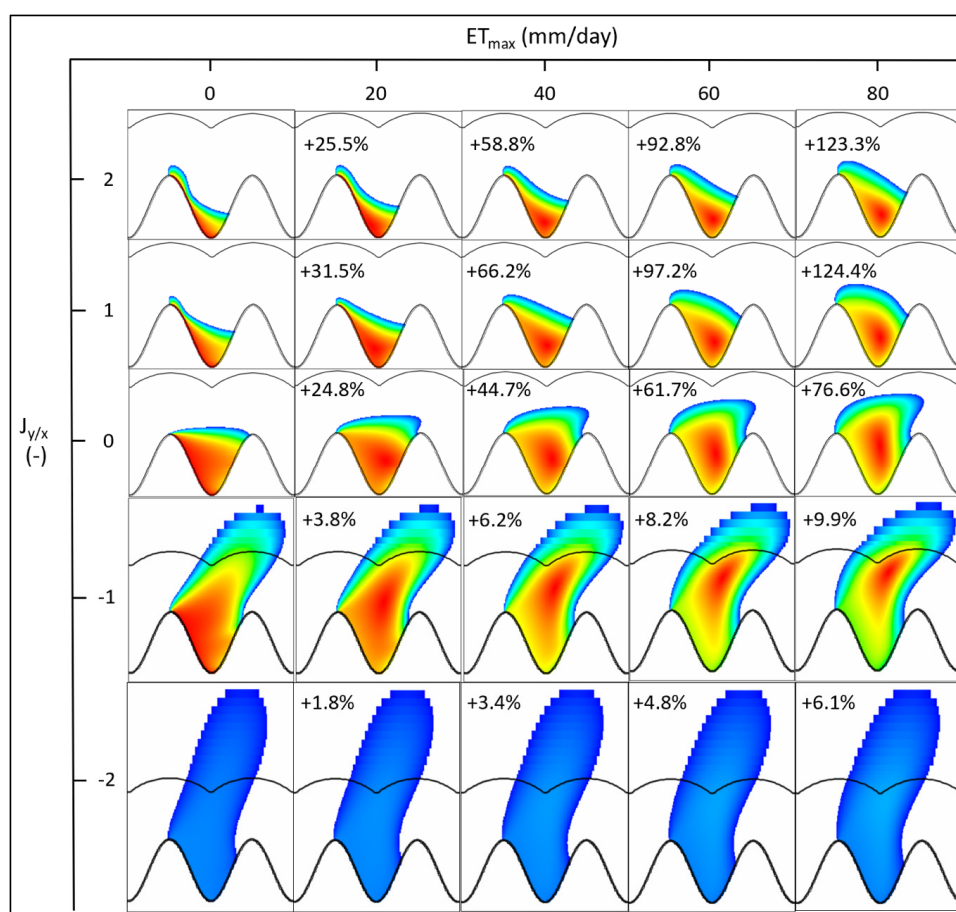 ETmax (mm/day)
0 20 40 60 80
2 +25.5% +58.8% +92.8% +123.3%
1 +31.5% +66.2% +97.2% +124.4%
Jy/x
(-)
0 +24.8% +44.7% +61.7% +76.6%
-1 +3.8% +6.2% +8.2% +9.9%
-2 +1.8% +3.4% +4.8% +6.1%